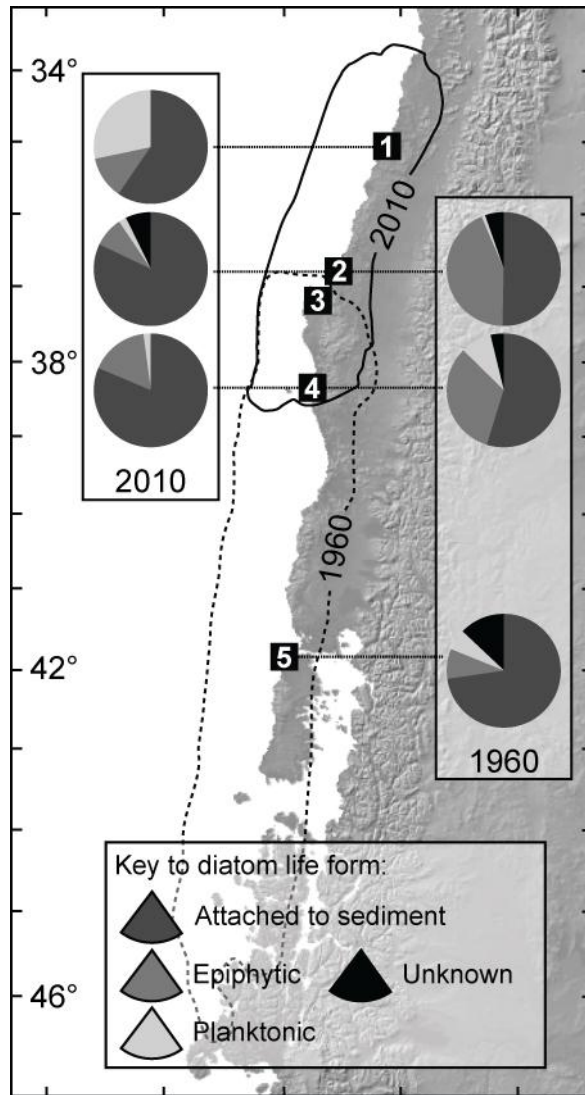 34°
1
2010
2
3
38°
4
2010
1960
5
42°
1960
Key to diatom life form:
Attached to sediment
Epiphytic
Unknown
46°
Planktonic